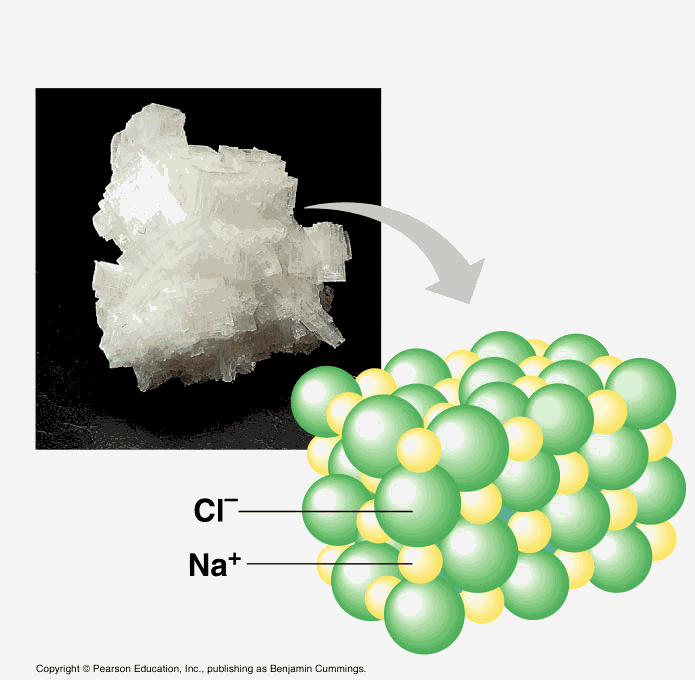 Cl⁻
Na⁺
Copyright © Pearson Education, Inc., publishing as Benjamin Cummings.